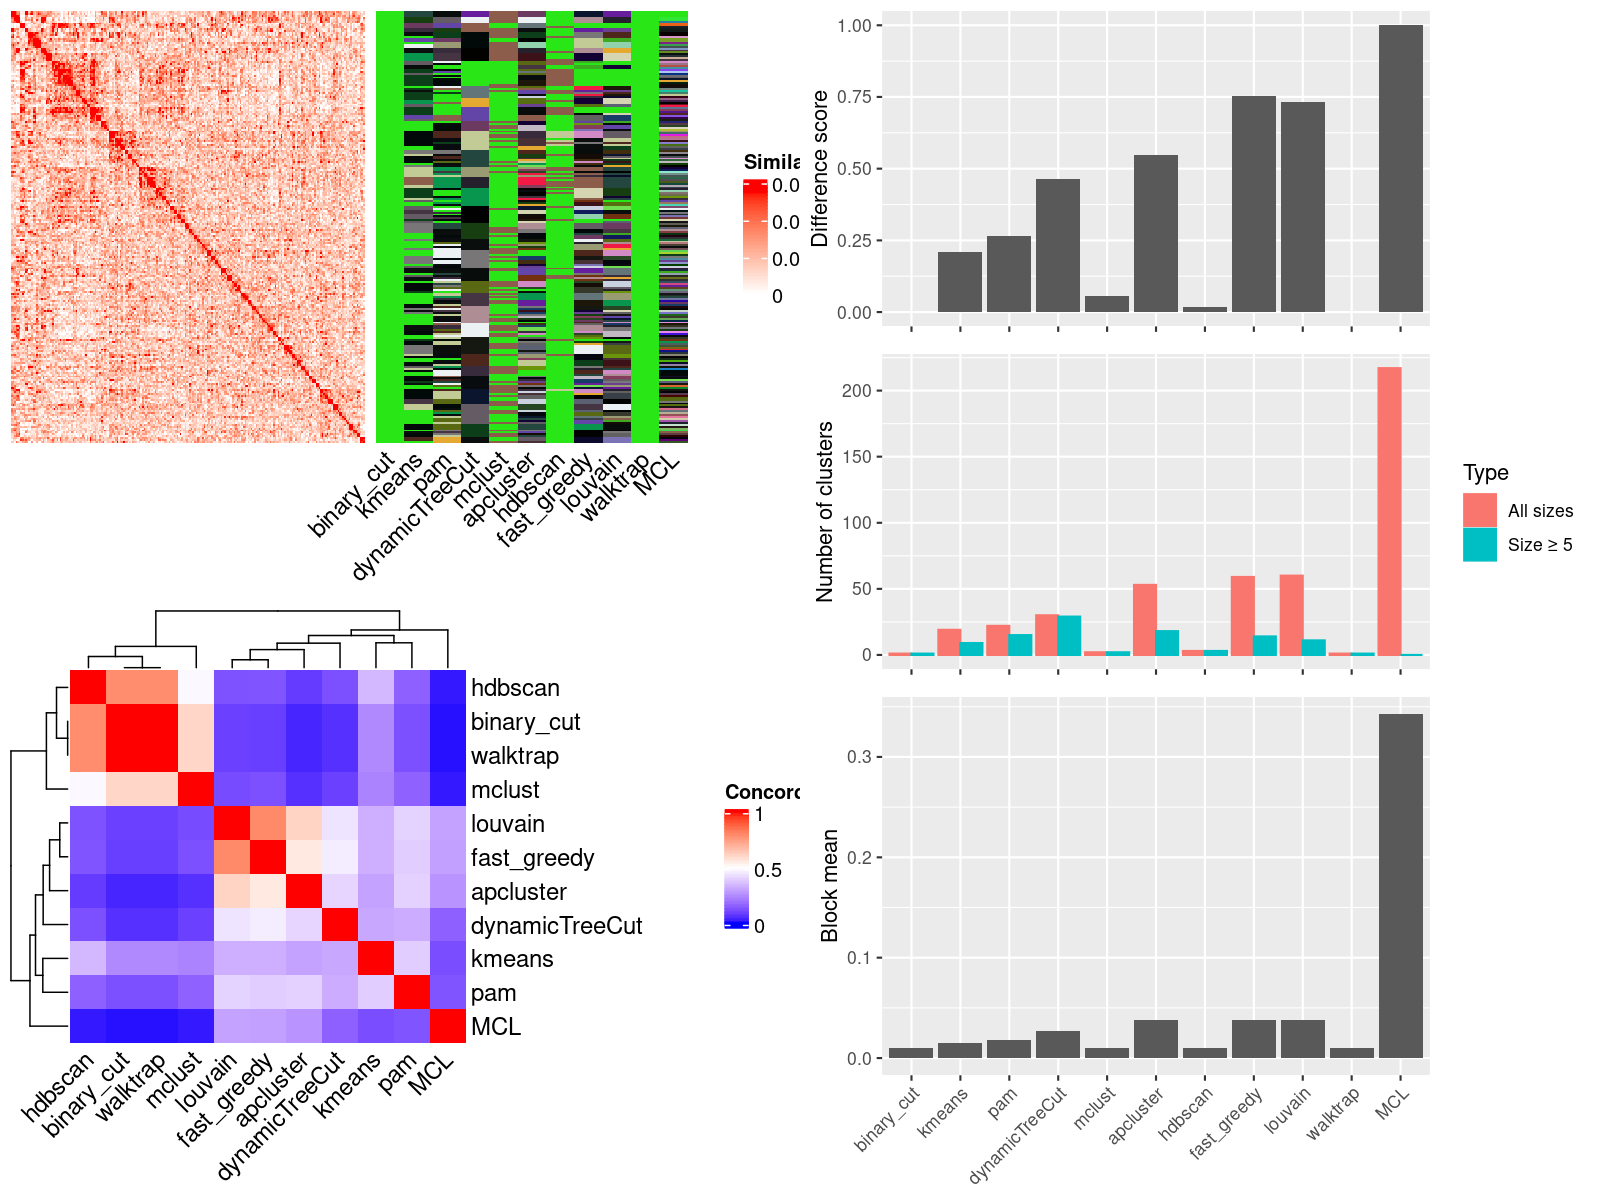 Simila
0.0
0.0
0.0
0
binary_cut
kmeans
pam
dynamicTreeCut
mclust
apcluster
hdbscan
fast_greedy
louvain
walktrap
MCL
Difference score
1.00
0.75
0.50
0.25
0.00
Number of clusters
200
150
100
50
0
Type
All sizes
Size ≥ 5
hdbscan
binary_cut
walktrap
mclust
louvain
fast_greedy
apcluster
dynamicTreeCut
kmeans
pam
MCL
hdbscan
binary_cut
walktrap
mclust
louvain
fast_greedy
apcluster
dynamicTreeCut
kmeans
pam
MCL
Concord
1
0.5
0
Block mean
0.3
0.2
0.1
0.0
binary_cut
kmeans
pam
dynamicTreeCut
mclust
apcluster
hdbscan
fast_greedy
louvain
walktrap
MCL